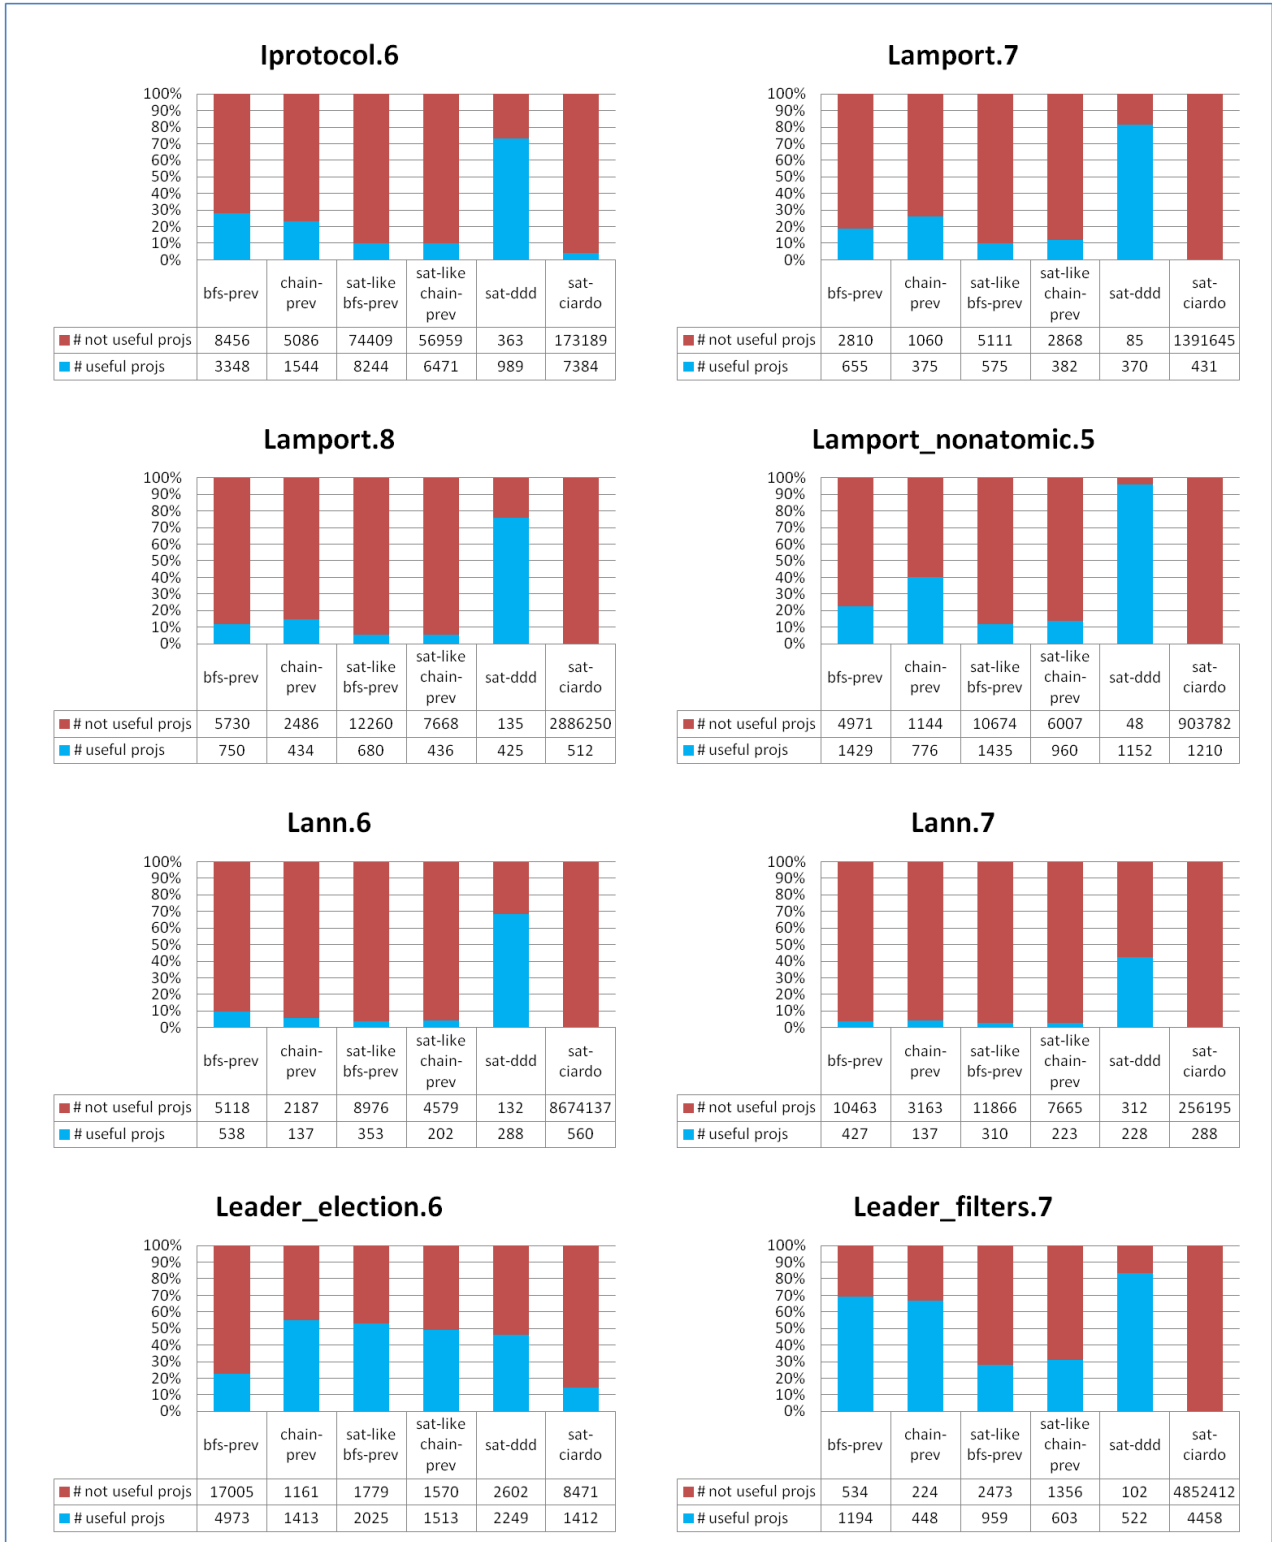 Iprotocol.6
100%
90%
80%
70%
60%
50%
40%
30%
20%
10%
0%
bfs-prev chain-prev sat-like bfs-prev sat-like chain-prev sat-ddd sat-ciardo
# not useful projs 8456 5086 74409 56959 363 173189
# useful projs 3348 1544 8244 6471 989 7384
Lamport.7
100%
90%
80%
70%
60%
50%
40%
30%
20%
10%
0%
bfs-prev chain-prev sat-like bfs-prev sat-like chain-prev sat-ddd sat-ciardo
# not useful projs 2810 1060 5111 2868 85 1391645
# useful projs 655 375 575 382 370 431
Lamport.8
100%
90%
80%
70%
60%
50%
40%
30%
20%
10%
0%
bfs-prev chain-prev sat-like bfs-prev sat-like chain-prev sat-ddd sat-ciardo
# not useful projs 5730 2486 12260 7668 135 2886250
# useful projs 750 434 680 436 425 512
Lamport_nonatomic.5
100%
90%
80%
70%
60%
50%
40%
30%
20%
10%
0%
bfs-prev chain-prev sat-like bfs-prev sat-like chain-prev sat-ddd sat-ciardo
# not useful projs 4971 1144 10674 6007 48 903782
# useful projs 1429 776 1435 960 1152 1210
Lann.6
100%
90%
80%
70%
60%
50%
40%
30%
20%
10%
0%
bfs-prev chain-prev sat-like bfs-prev sat-like chain-prev sat-ddd sat-ciardo
# not useful projs 5118 2187 8976 4579 132 8674137
# useful projs 538 137 353 202 288 560
Lann.7
100%
90%
80%
70%
60%
50%
40%
30%
20%
10%
0%
bfs-prev chain-prev sat-like bfs-prev sat-like chain-prev sat-ddd sat-ciardo
# not useful projs 10463 3163 11866 7665 312 256195
# useful projs 427 137 310 223 228 288
Leader_election.6
100%
90%
80%
70%
60%
50%
40%
30%
20%
10%
0%
bfs-prev chain-prev sat-like bfs-prev sat-like chain-prev sat-ddd sat-ciardo
# not useful projs 17005 1161 1779 1570 2602 8471
# useful projs 4973 1413 2025 1513 2249 1412
Leader_filters.7
100%
90%
80%
70%
60%
50%
40%
30%
20%
10%
0%
bfs-prev chain-prev sat-like bfs-prev sat-like chain-prev sat-ddd sat-ciardo
# not useful projs 534 224 2473 1356 102 4852412
# useful projs 1194 448 959 603 522 4458